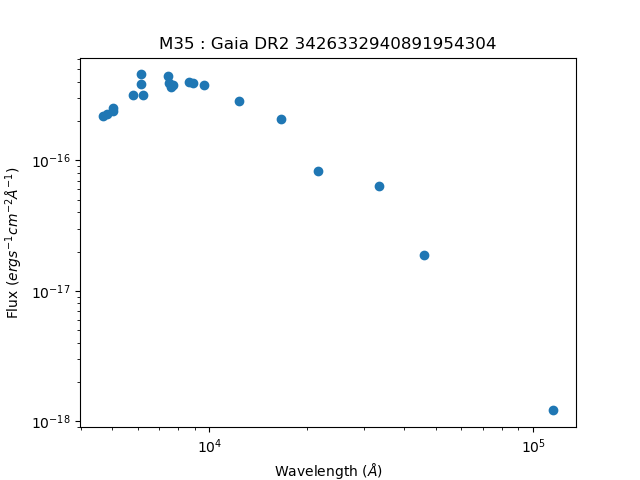 M35 : Gaia DR2 3426332940891954304
Flux (ergs⁻¹cm⁻²Å⁻¹)
10⁻¹⁶
10⁻¹⁷
10⁻¹⁸
10⁴
10⁵
Wavelength (Å)